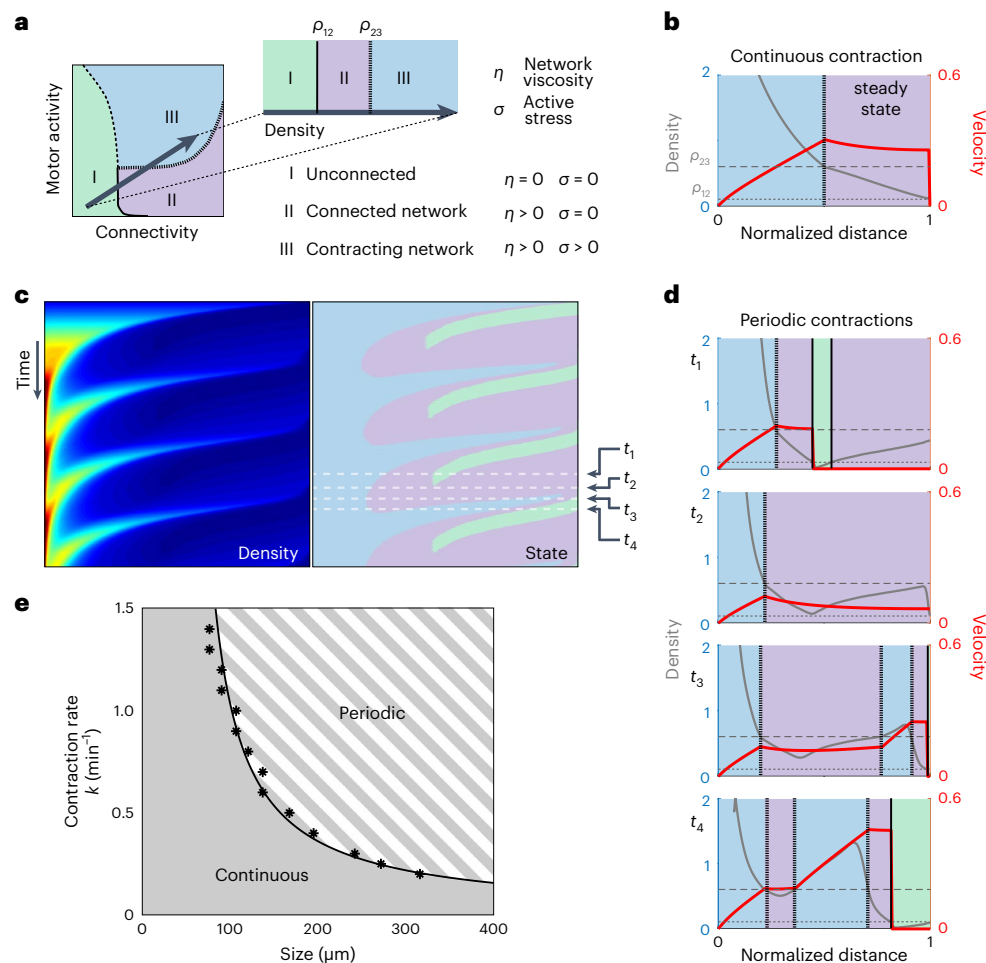 a
Motor activity
I
II
III
Connectivity
ρ12
ρ23
I
II
III
Density
η Network viscosity
σ Active stress
I Unconnected η = 0 σ = 0
II Connected network η > 0 σ = 0
III Contracting network η > 0 σ > 0
b
Continuous contraction
steady
state
Density
Velocity
2
ρ23
ρ12
0
0.6
0
0
1
Normalized distance
c
Time
Density
State
t1
t2
t3
t4
d
Periodic contractions
t1
2
1
0
0.6
0
t2
2
1
0
0.6
0
Density
Velocity
t3
2
1
0
0.6
0
t4
2
1
0
0.6
0
0
1
Normalized distance
e
Contraction rate
k (min−1)
1.5
1.0
0.5
0
Periodic
Continuous
0
100
200
300
400
Size (µm)